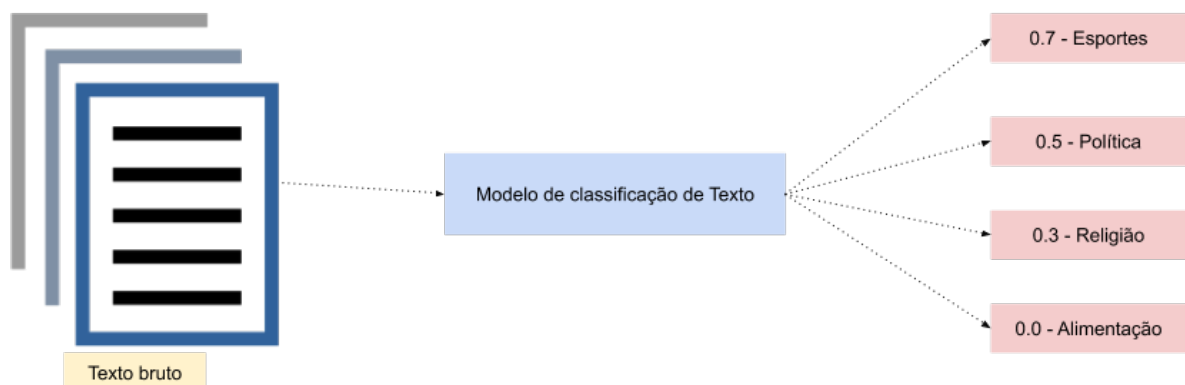 Texto bruto
Modelo de classificação de Texto
0.7 - Esportes
0.5 - Política
0.3 - Religião
0.0 - Alimentação